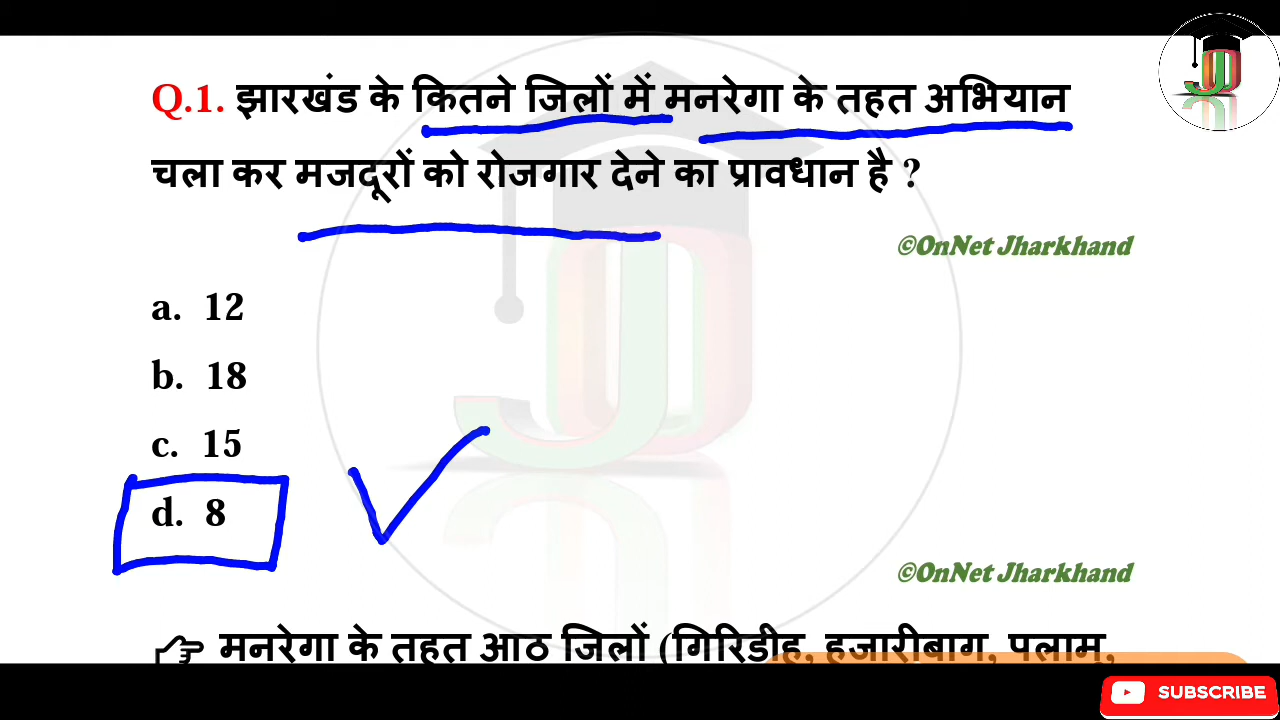 Q.1. झारखंड के कितने जिलों में मनरेगा के तहत अभियान
चला कर मजदूरों को रोजगार देने का प्रावधान है ?
©OnNet Jharkhand
a. 12
b. 18
c. 15
d. 8
©OnNet Jharkhand
मनरेगा के तहत आठ जिलों (गिरिडीह, हजारीबाग, पलामू,
SUBSCRIBE